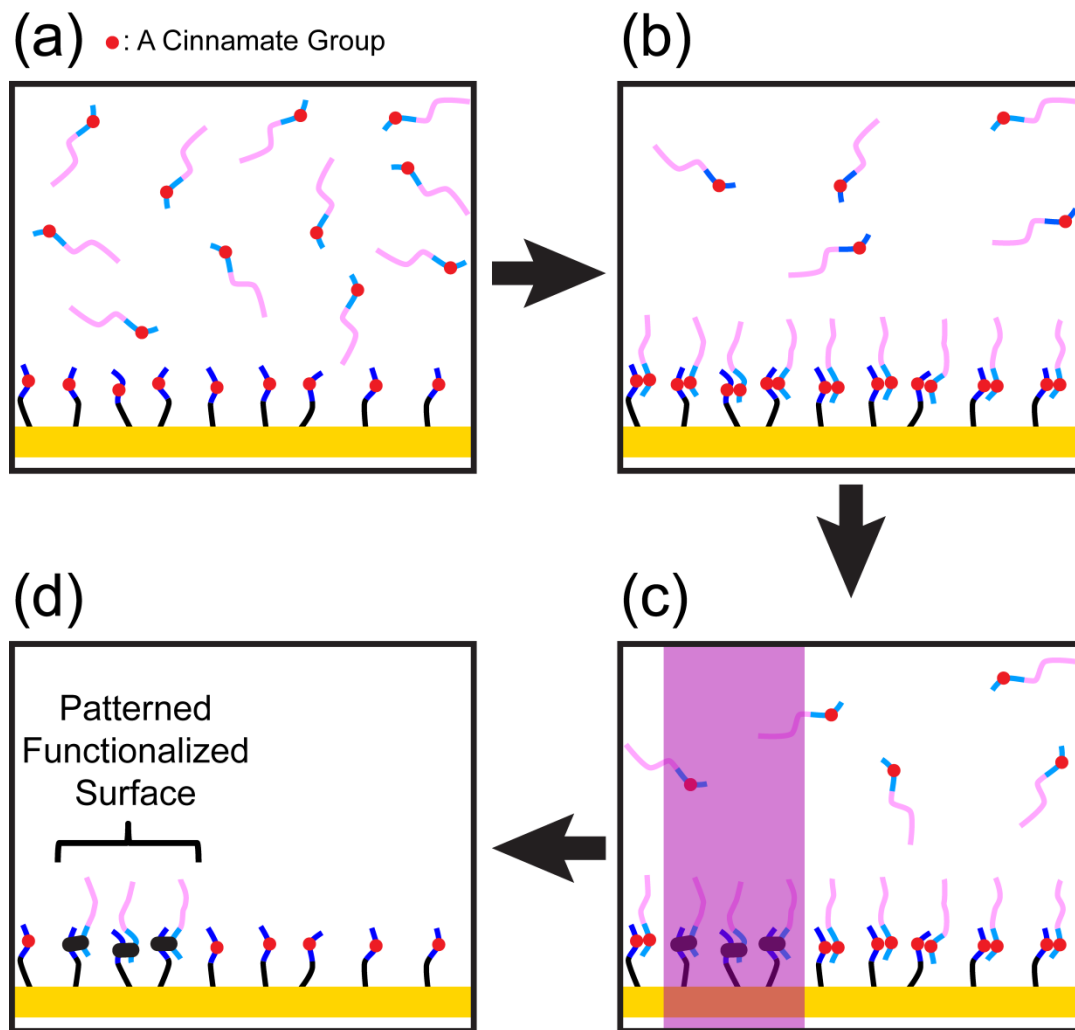 (a)
: A Cinnamate Group
(b)
(c)
(d)
Patterned
Functionalized
Surface